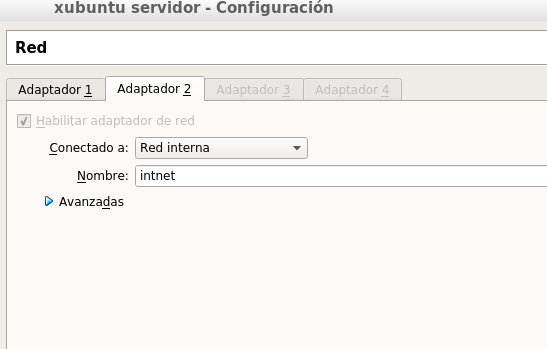 xubuntu servidor - Configuración
Red
Adaptador 1 Adaptador 2 Adaptador 3 Adaptador 4
Habilitar adaptador de red
Conectado a: Red interna
Nombre: intnet
Avanzadas